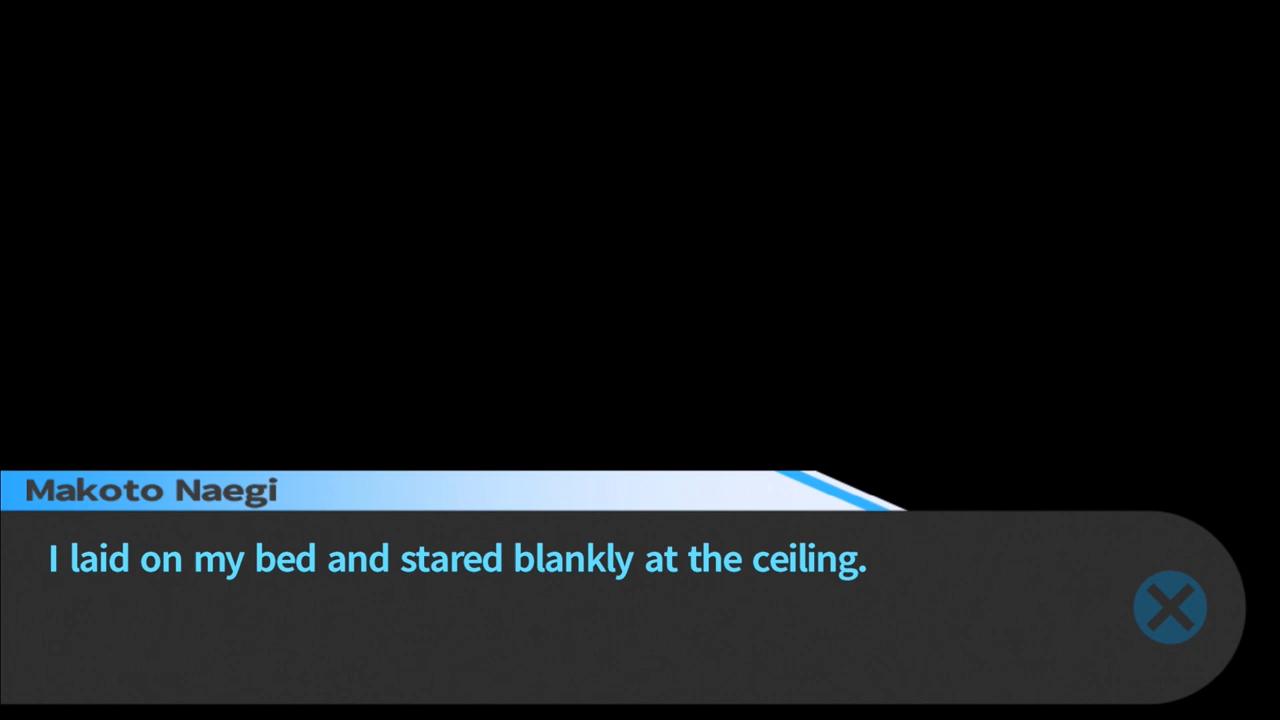 Makoto Naegi
I laid on my bed and stared blankly at the ceiling.